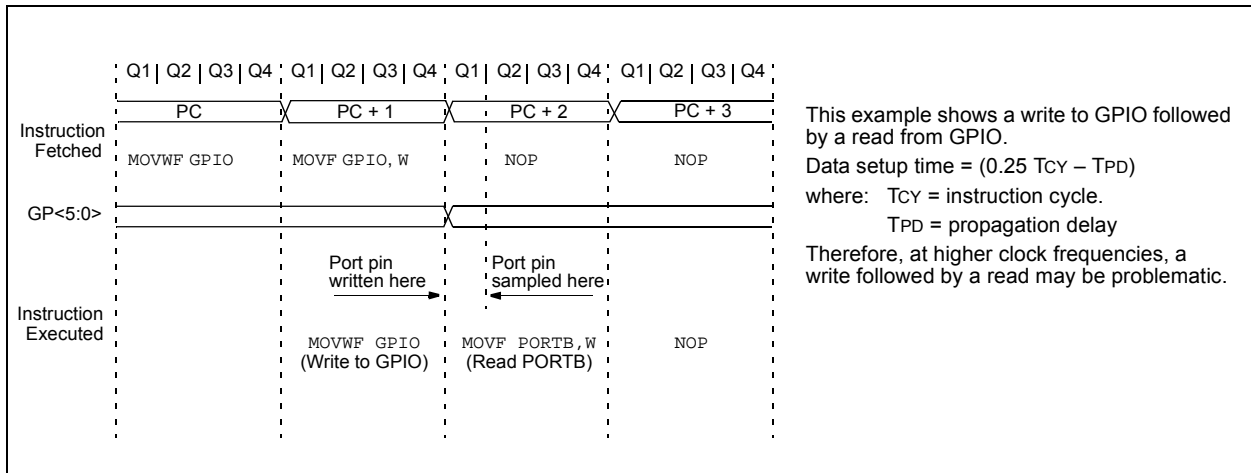 Q1 | Q2 | Q3 | Q4 Q1 | Q2 | Q3 | Q4 Q1 | Q2 | Q3 | Q4 Q1 | Q2 | Q3 | Q4
PC PC + 1 PC + 2 PC + 3
Instruction
Fetched
MOVWF GPIO MOVF GPIO, W NOP NOP
GP<5:0>
Port pin
written here
Port pin
sampled here
Instruction
Executed
MOVWF GPIO
(Write to GPIO)
MOVF PORTB,W
(Read PORTB)
NOP
This example shows a write to GPIO followed
by a read from GPIO.
Data setup time = (0.25 TCY – TPD)
where: TCY = instruction cycle.
TPD = propagation delay
Therefore, at higher clock frequencies, a
write followed by a read may be problematic.